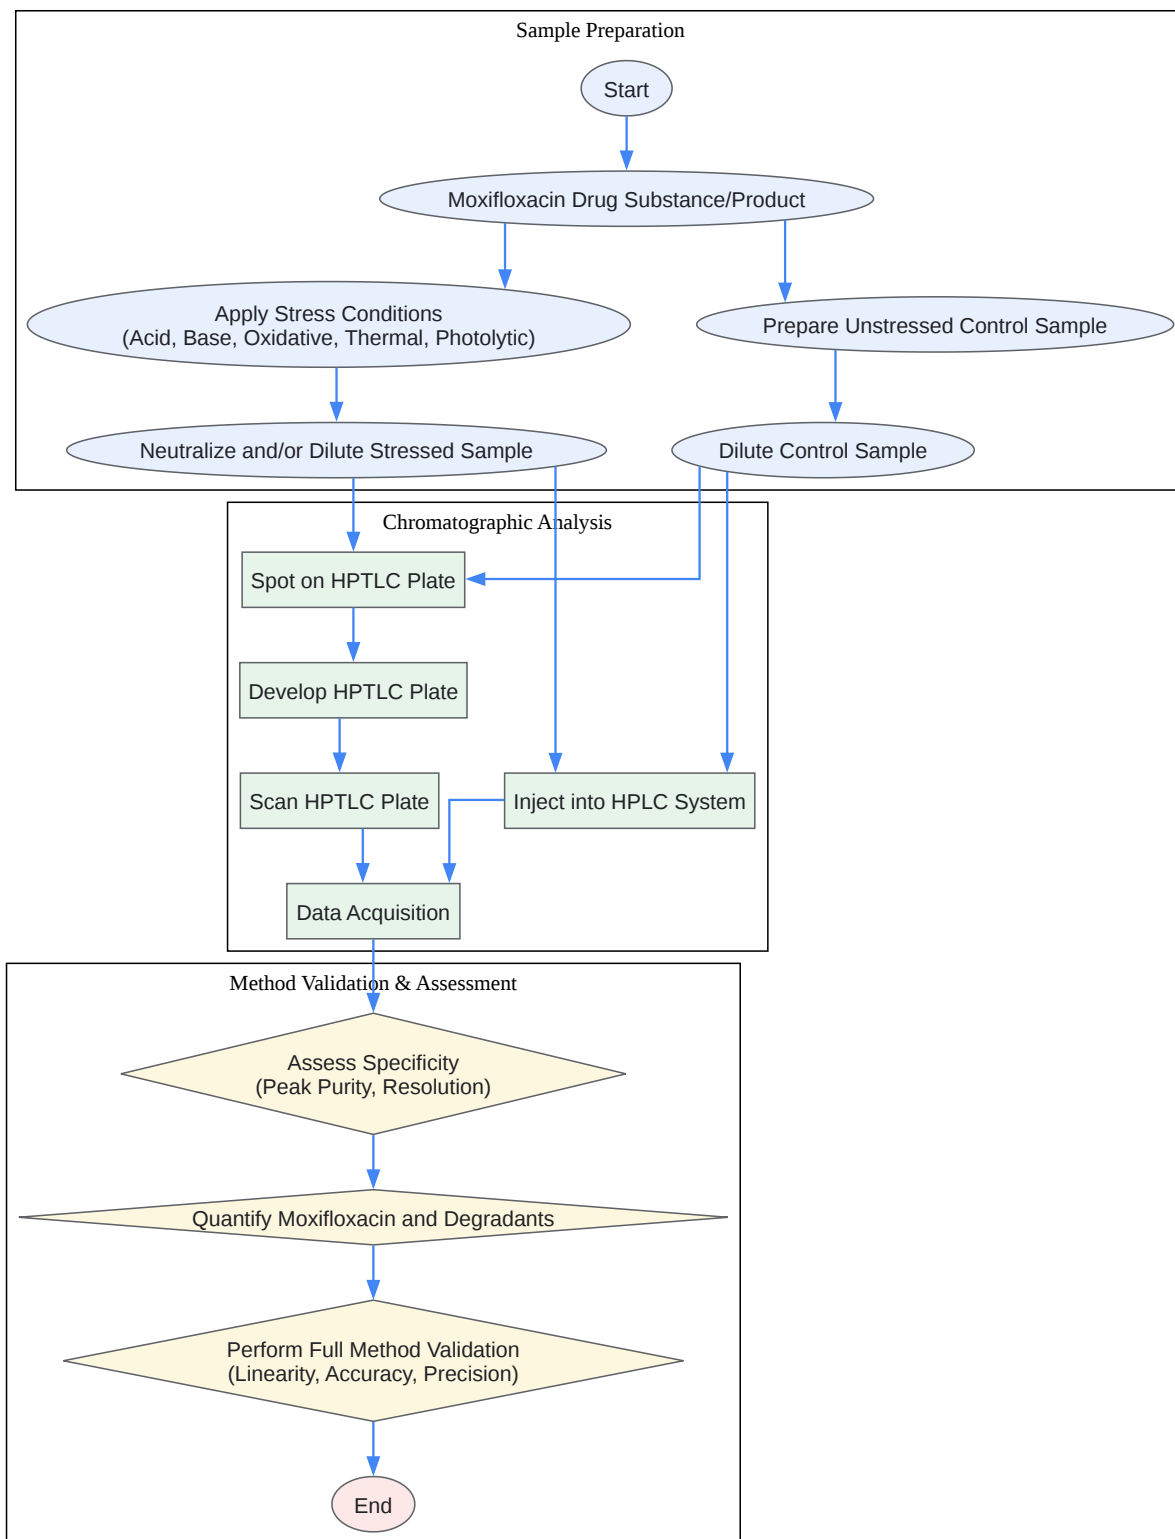 Sample Preparation
Start
Moxifloxacin Drug Substance/Product
Apply Stress Conditions
(Acid, Base, Oxidative, Thermal, Photolytic)
Prepare Unstressed Control Sample
Neutralize and/or Dilute Stressed Sample
Dilute Control Sample
Chromatographic Analysis
Spot on HPTLC Plate
Develop HPTLC Plate
Scan HPTLC Plate
Inject into HPLC System
Data Acquisition
Method Validation & Assessment
Assess Specificity
(Peak Purity, Resolution)
Quantify Moxifloxacin and Degradants
Perform Full Method Validation
(Linearity, Accuracy, Precision)
End